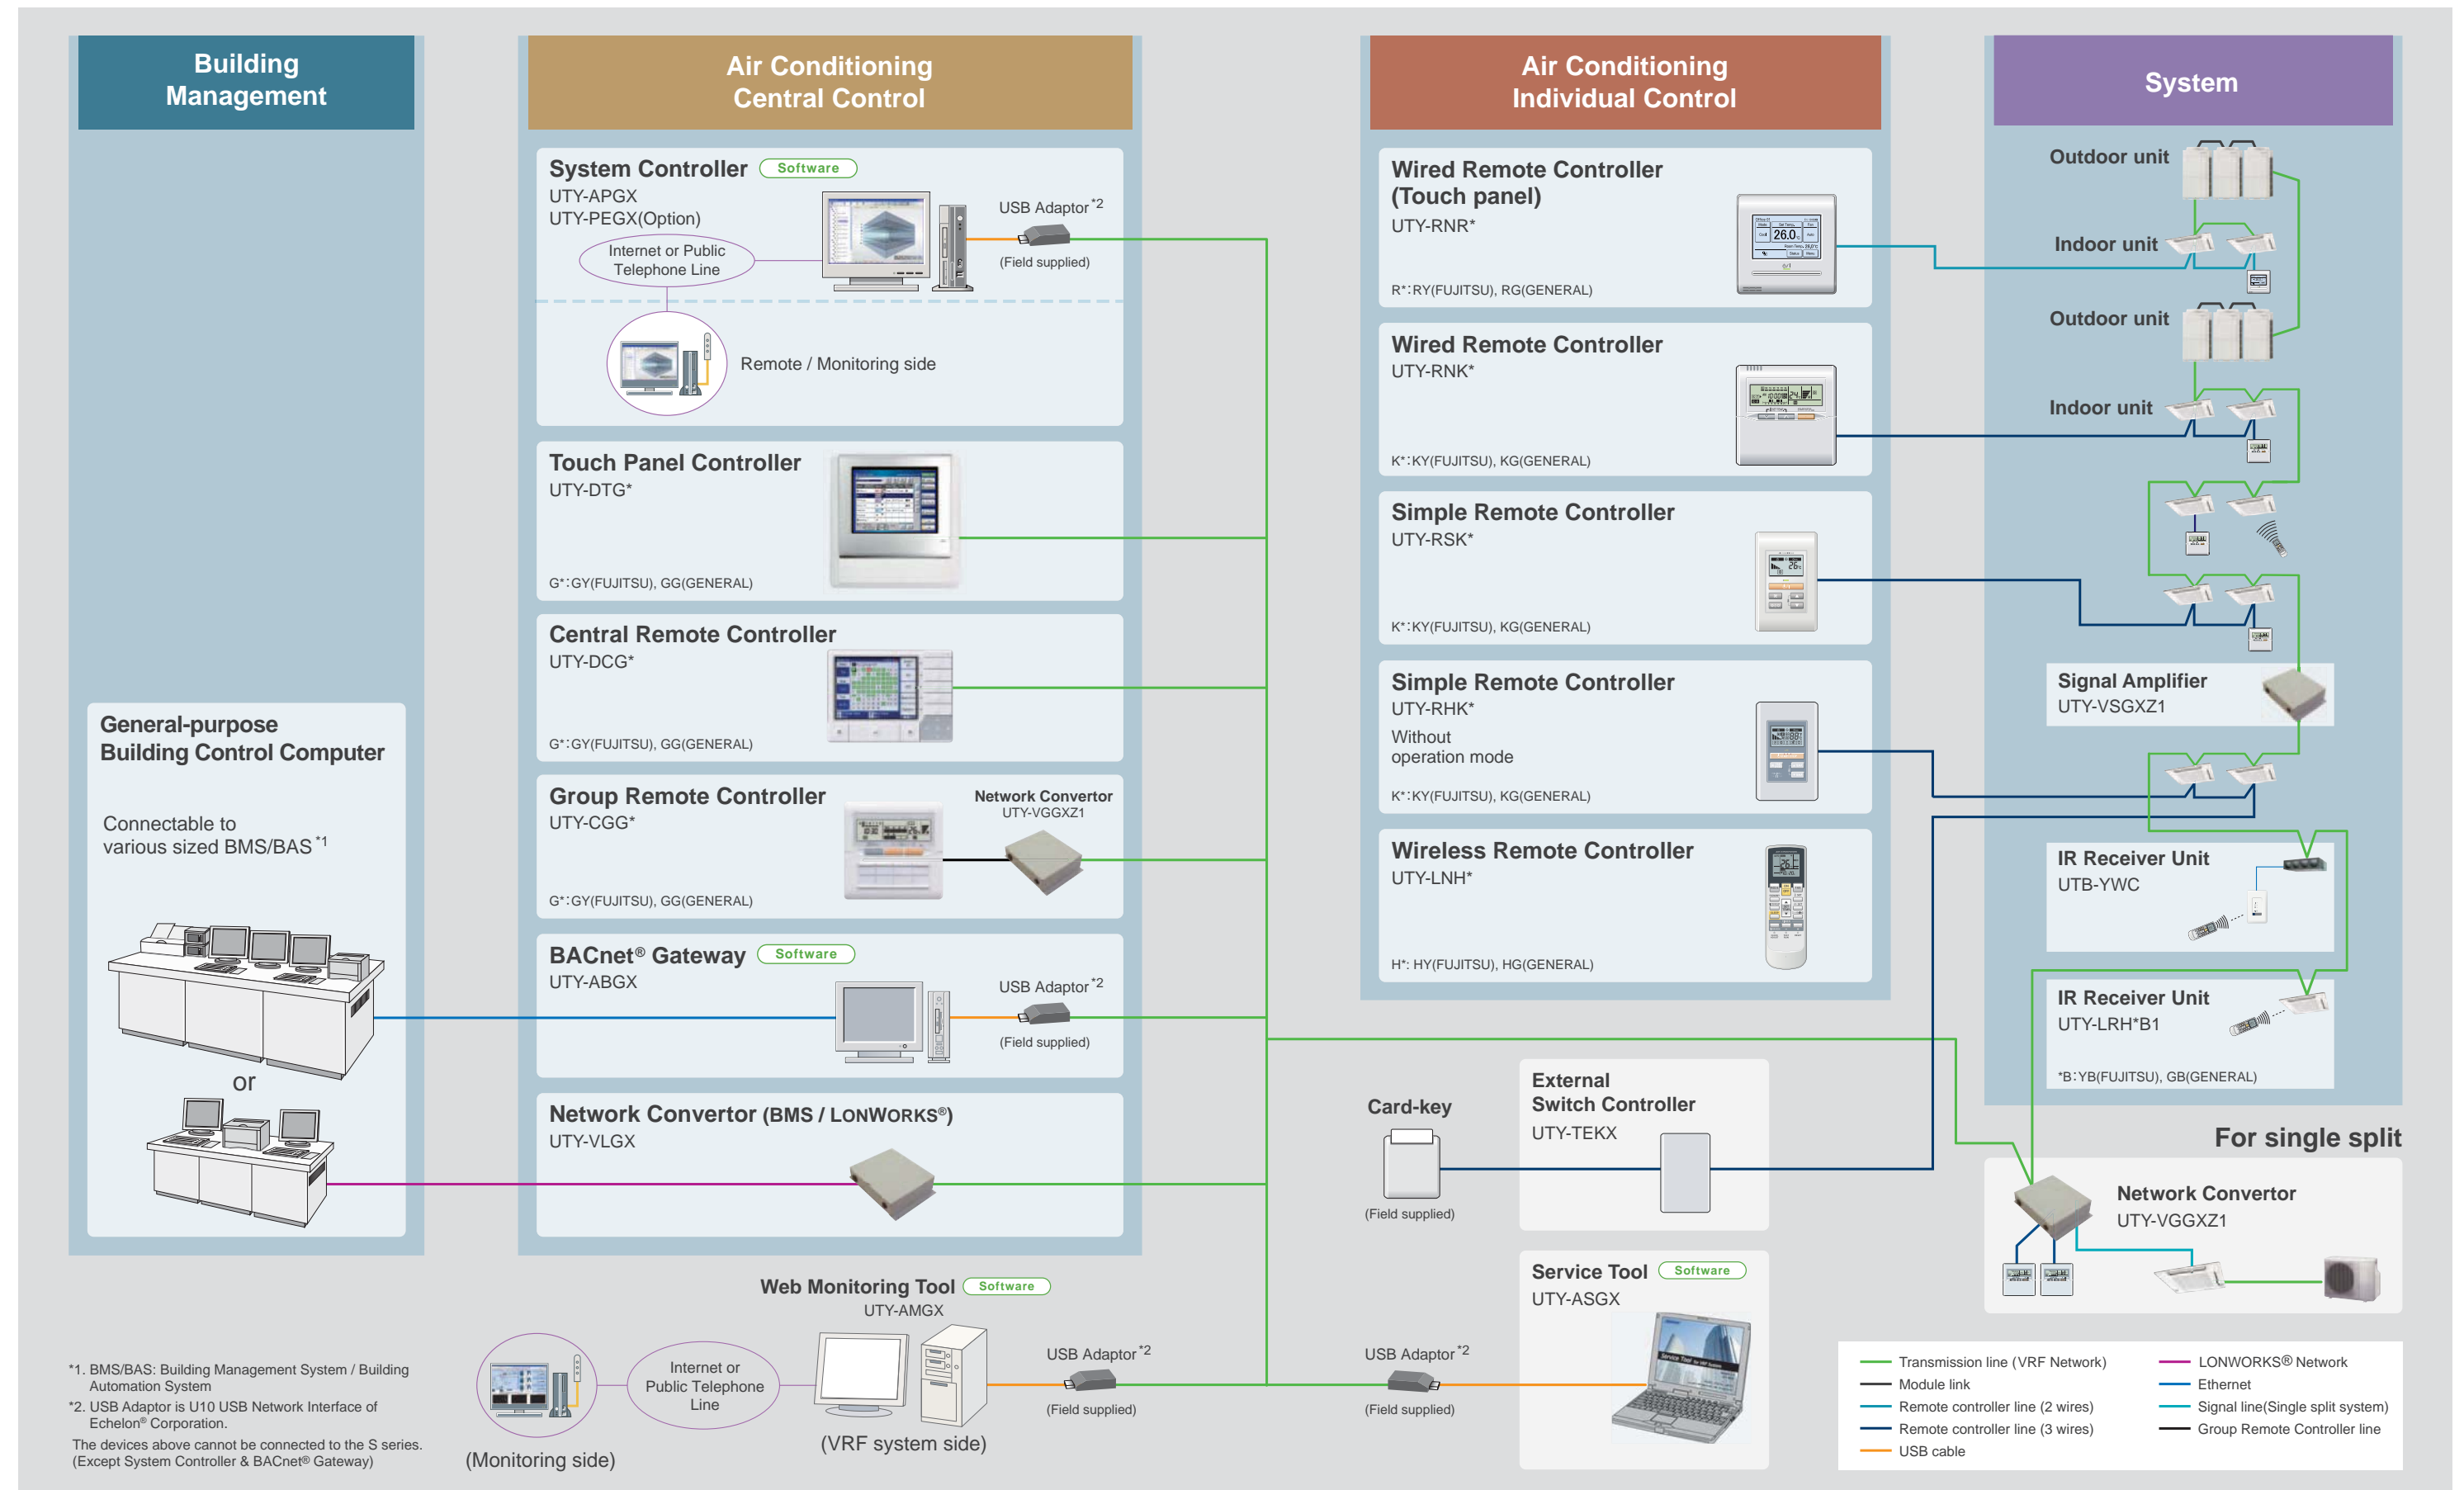 Building
Management
General-purpose
Building Control Computer
Connectable to
various sized BMS/BAS *1
or
Air Conditioning
Central Control
System Controller Software
UTY-APGX
UTY-PEGX(Option)
Internet or Public
Telephone Line
USB Adaptor *2
(Field supplied)
Remote / Monitoring side
Touch Panel Controller
UTY-DTG*
G*:GY(FUJITSU), GG(GENERAL)
Central Remote Controller
UTY-DCG*
G*:GY(FUJITSU), GG(GENERAL)
Group Remote Controller
UTY-CGG*
Network Convertor
UTY-VGGXZ1
G*:GY(FUJITSU), GG(GENERAL)
BACnet® Gateway Software
UTY-ABGX
USB Adaptor *2
(Field supplied)
Network Convertor (BMS / LONWORKS®)
UTY-VLGX
Air Conditioning
Individual Control
Wired Remote Controller
(Touch panel)
UTY-RNR*
26.0
R*:RY(FUJITSU), RG(GENERAL)
Wired Remote Controller
UTY-RNK*
K*:KY(FUJITSU), KG(GENERAL)
Simple Remote Controller
UTY-RSK*
K*:KY(FUJITSU), KG(GENERAL)
Simple Remote Controller
UTY-RHK*
Without
operation mode
K*:KY(FUJITSU), KG(GENERAL)
Wireless Remote Controller
UTY-LNH*
H*: HY(FUJITSU), HG(GENERAL)
System
Outdoor unit
Indoor unit
Outdoor unit
Indoor unit
Signal Amplifier
UTY-VSGXZ1
IR Receiver Unit
UTB-YWC
IR Receiver Unit
UTY-LRH*B1
*B:YB(FUJITSU), GB(GENERAL)
For single split
Network Convertor
UTY-VGGXZ1
Card-key
(Field supplied)
External
Switch Controller
UTY-TEKX
Service Tool Software
UTY-ASGX
USB Adaptor *2
(Field supplied)
Web Monitoring Tool Software
UTY-AMGX
Internet or
Public Telephone
Line
USB Adaptor *2
(Field supplied)
(Monitoring side)
(VRF system side)
*1. BMS/BAS: Building Management System / Building
Automation System
*2. USB Adaptor is U10 USB Network Interface of
Echelon® Corporation.
The devices above cannot be connected to the S series.
(Except System Controller & BACnet® Gateway)
Transmission line (VRF Network)
Module link
Remote controller line (2 wires)
Remote controller line (3 wires)
USB cable
LONWORKS® Network
Ethernet
Signal line(Single split system)
Group Remote Controller line